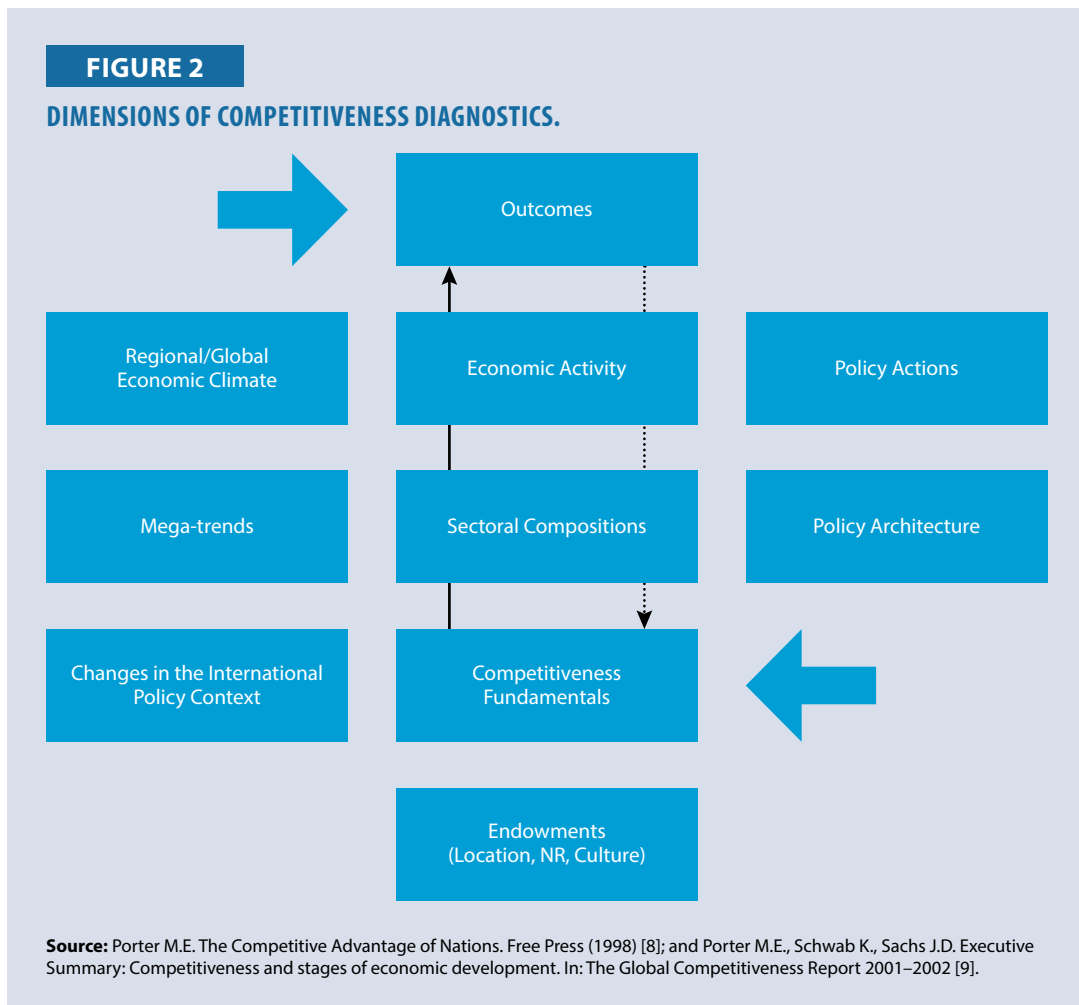 FIGURE 2
DIMENSIONS OF COMPETITIVENESS DIAGNOSTICS.
Outcomes
Regional/Global
Economic Climate
Economic Activity
Policy Actions
Mega-trends
Sectoral Compositions
Policy Architecture
Changes in the International
Policy Context
Competitiveness
Fundamentals
Endowments
(Location, NR, Culture)
Source: Porter M.E. The Competitive Advantage of Nations. Free Press (1998) [8]; and Porter M.E., Schwab K., Sachs J.D. Executive
Summary: Competitiveness and stages of economic development. In: The Global Competitiveness Report 2001–2002 [9].